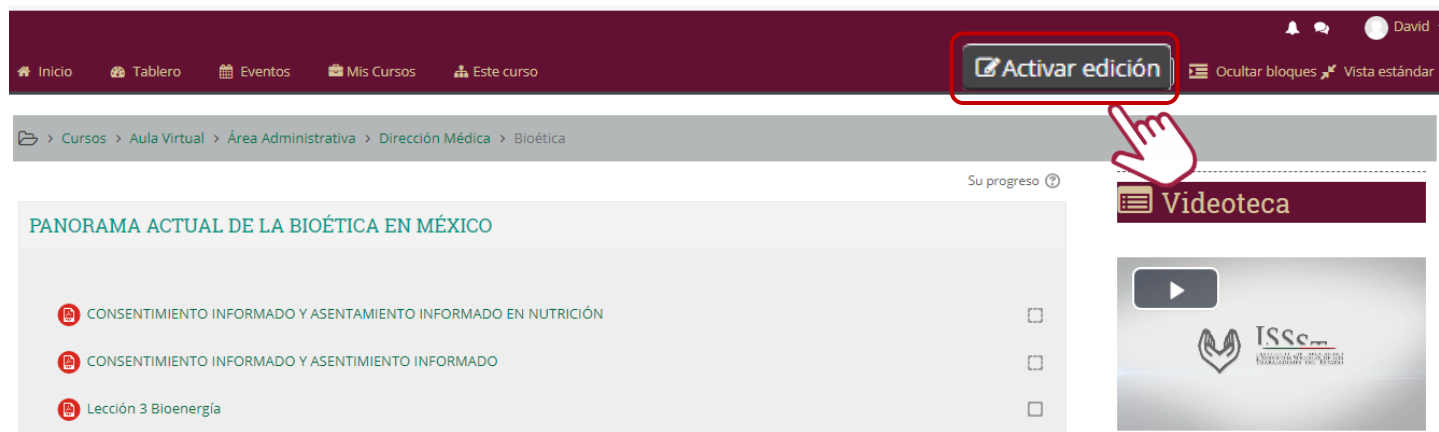 David
Inicio Tablero Eventos Mis Cursos Este curso Activar edición Ocultar bloques Vista estándar
> Cursos > Aula Virtual > Área Administrativa > Dirección Médica > Bioética
Su progreso
Videoteca
PANORAMA ACTUAL DE LA BIOÉTICA EN MÉXICO
CONSENTIMIENTO INFORMADO Y ASENTAMIENTO INFORMADO EN NUTRICIÓN
CONSENTIMIENTO INFORMADO Y ASENTIMIENTO INFORMADO
Lección 3 Bioenergía